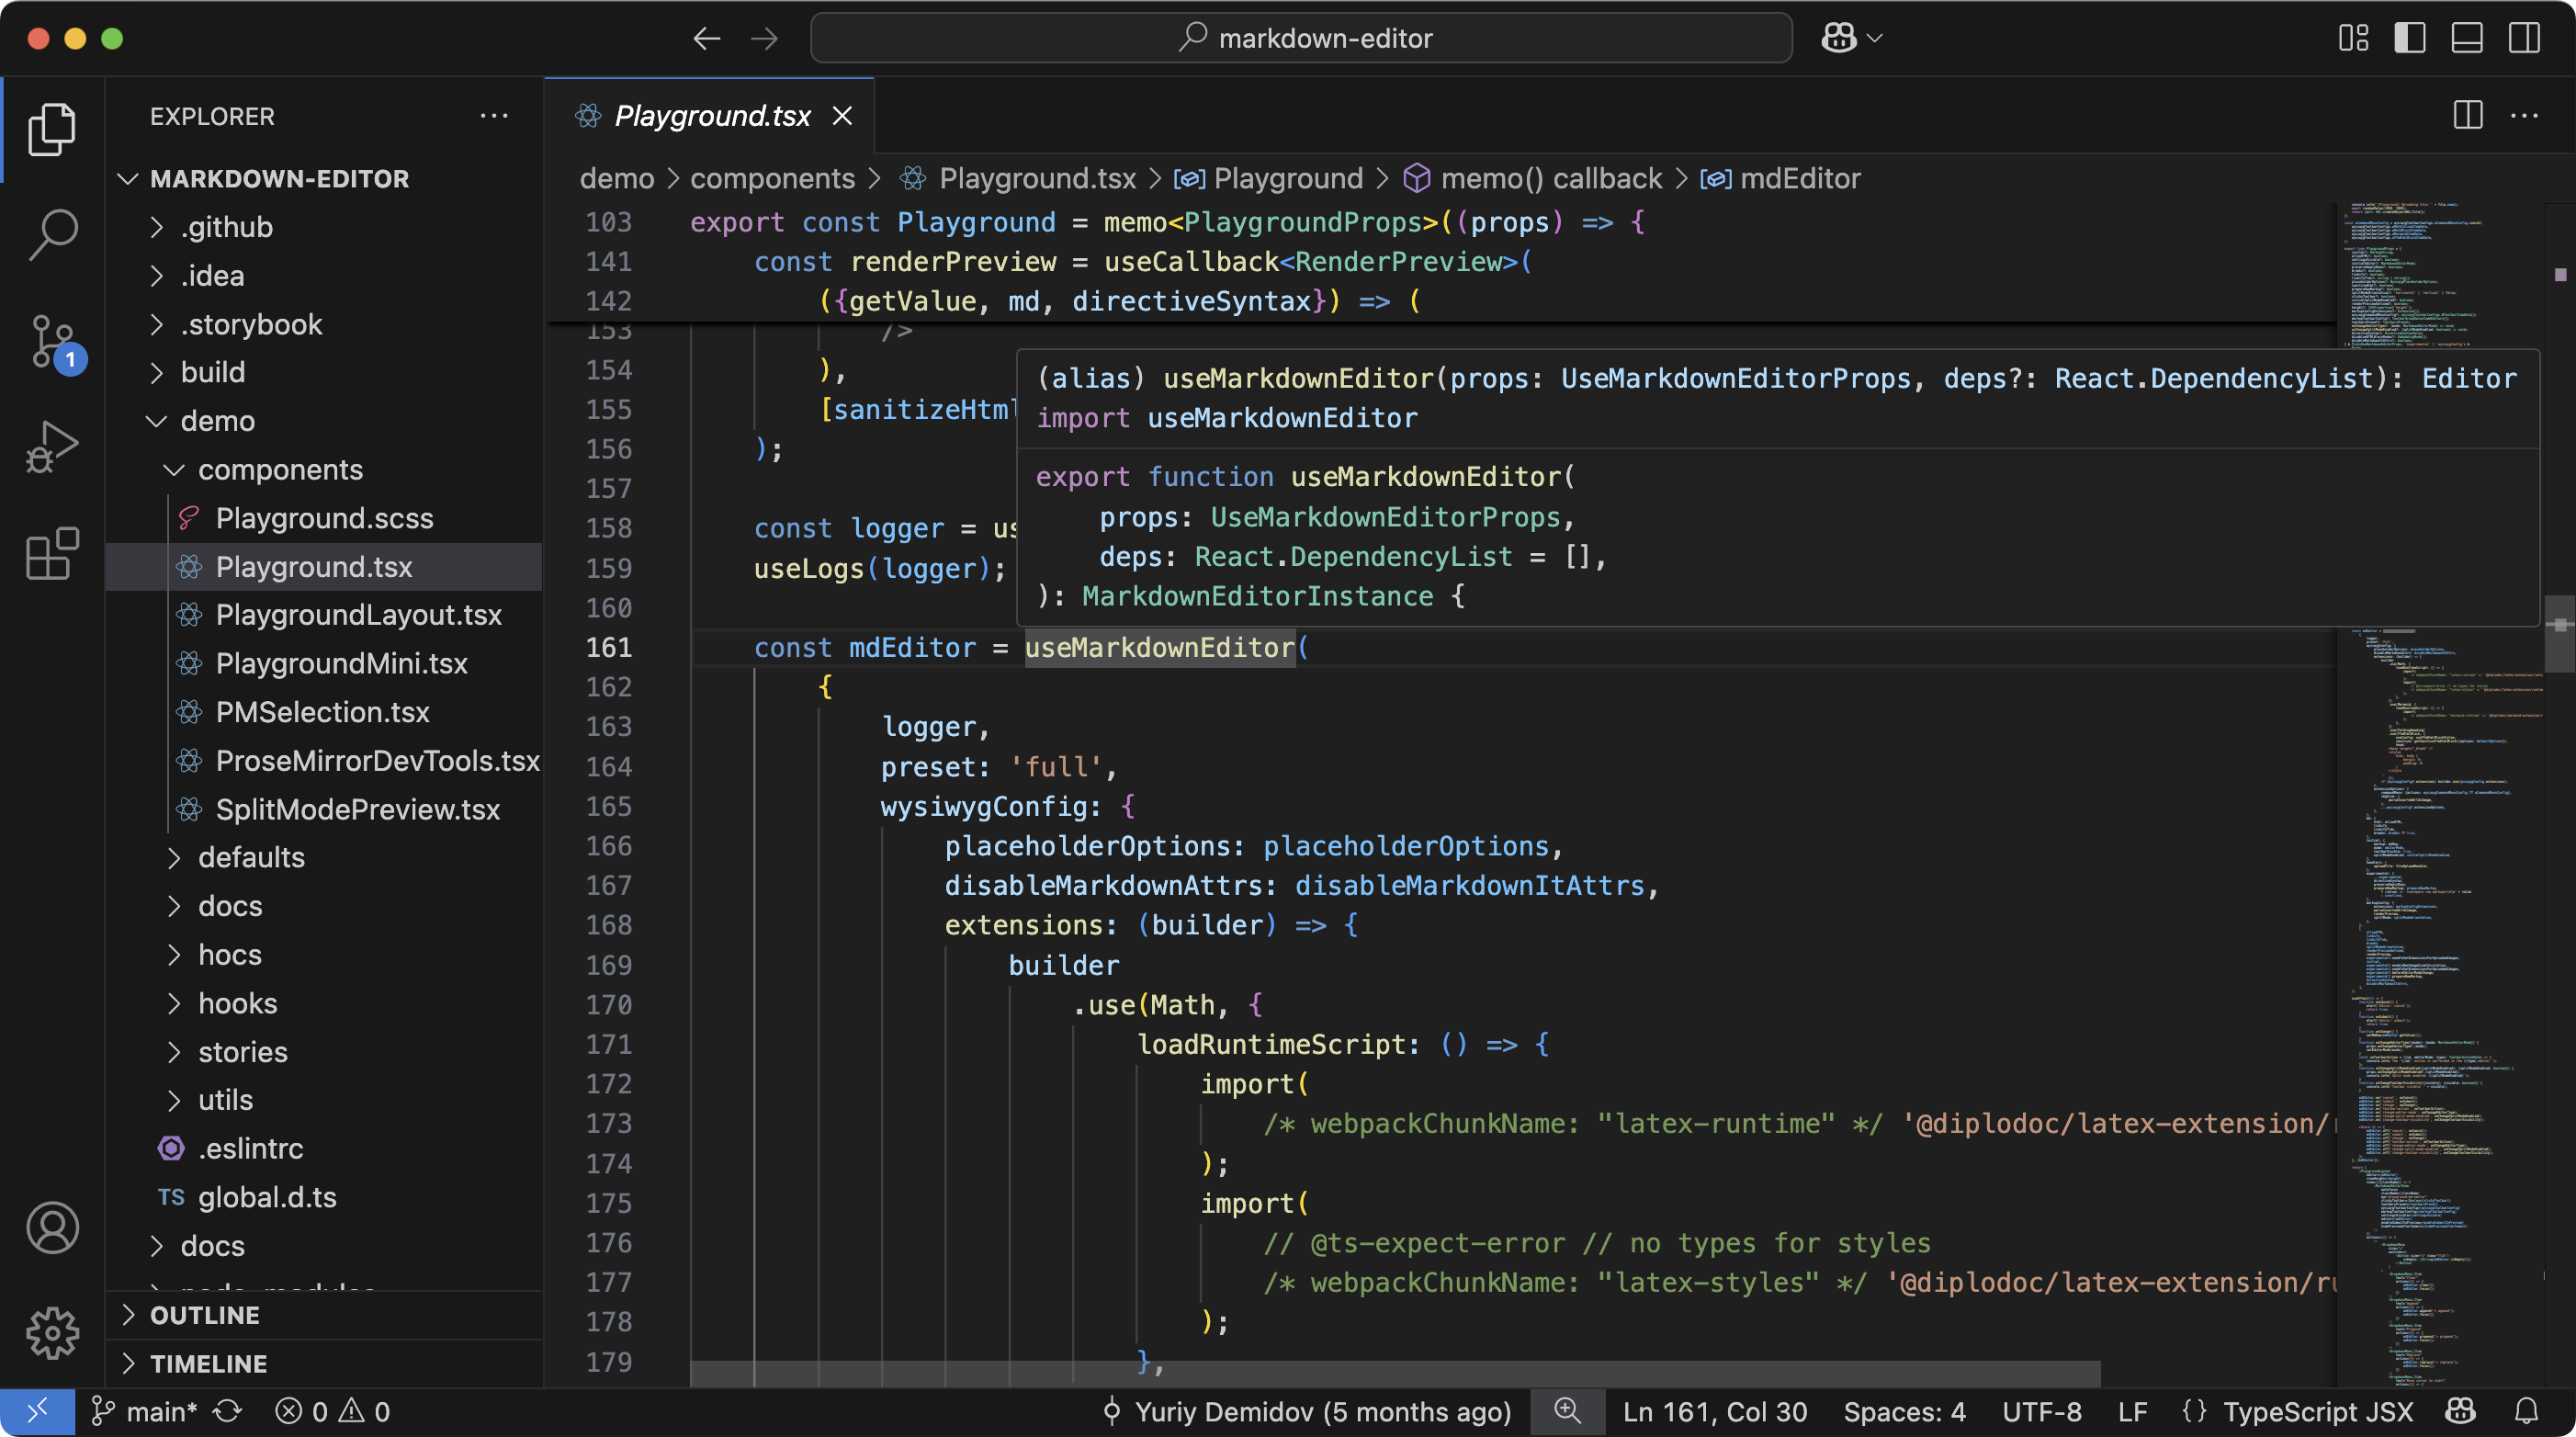 markdown-editor
EXPLORER
MARKDOWN-EDITOR
.github
.idea
.storybook
build
demo
components
Playground.scss
Playground.tsx
PlaygroundLayout.tsx
PlaygroundMini.tsx
PMSelection.tsx
ProseMirrorDevTools.tsx
SplitModePreview.tsx
defaults
docs
hocs
hooks
stories
utils
.eslintrc
TS global.d.ts
docs
node_modules
OUTLINE
TIMELINE
1
Playground.tsx
demo > components > Playground.tsx > Playground > memo() callback > mdEditor
103 export const Playground = memo<PlaygroundProps>((props) => {
141 const renderPreview = useCallback<RenderPreview>(
142 ({getValue, md, directiveSyntax}) => (
153 />
154 ),
155 [sanitizeHtml
156 );
157
158 const logger = us
159 useLogs(logger);
160
(alias) useMarkdownEditor(props: UseMarkdownEditorProps, deps?: React.DependencyList): Editor
import useMarkdownEditor
export function useMarkdownEditor(
props: UseMarkdownEditorProps,
deps: React.DependencyList = [],
): MarkdownEditorInstance {
161 const mdEditor = useMarkdownEditor(
162 {
163 logger,
164 preset: 'full',
165 wysiwygConfig: {
166 placeholderOptions: placeholderOptions,
167 disableMarkdownAttrs: disableMarkdownItAttrs,
168 extensions: (builder) => {
169 builder
170 .use(Math, {
171 loadRuntimeScript: () => {
172 import(
173 /* webpackChunkName: "latex-runtime" */ '@diplodoc/latex-extension/r
174 );
175 import(
176 // @ts-expect-error // no types for styles
177 /* webpackChunkName: "latex-styles" */ '@diplodoc/latex-extension/ru
178 );
179 },
main* 0 0 Yuriy Demidov (5 months ago) Ln 161, Col 30 Spaces: 4 UTF-8 LF {} TypeScript JSX